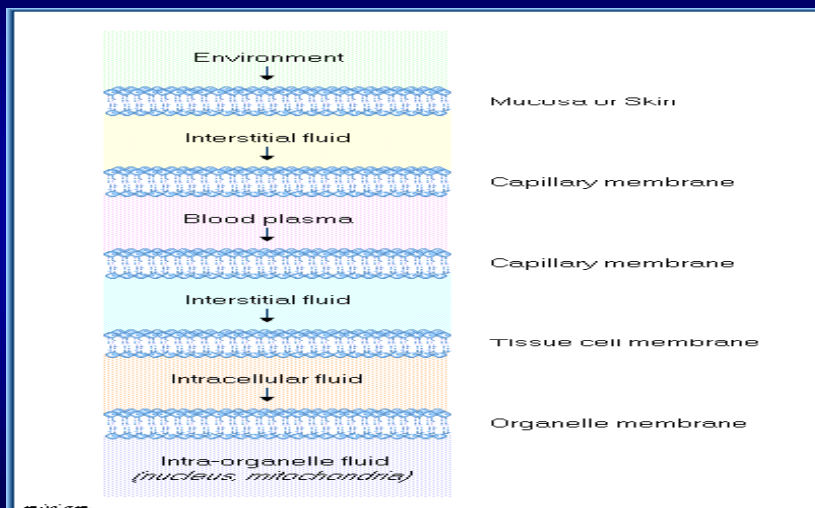 Environment
Mucosa or Skin
Interstitial fluid
Capillary membrane
Blood plasma
Capillary membrane
Interstitial fluid
Tissue cell membrane
Intracellular fluid
Organelle membrane
Intra-organelle fluid
(nucleus, mitochondria)